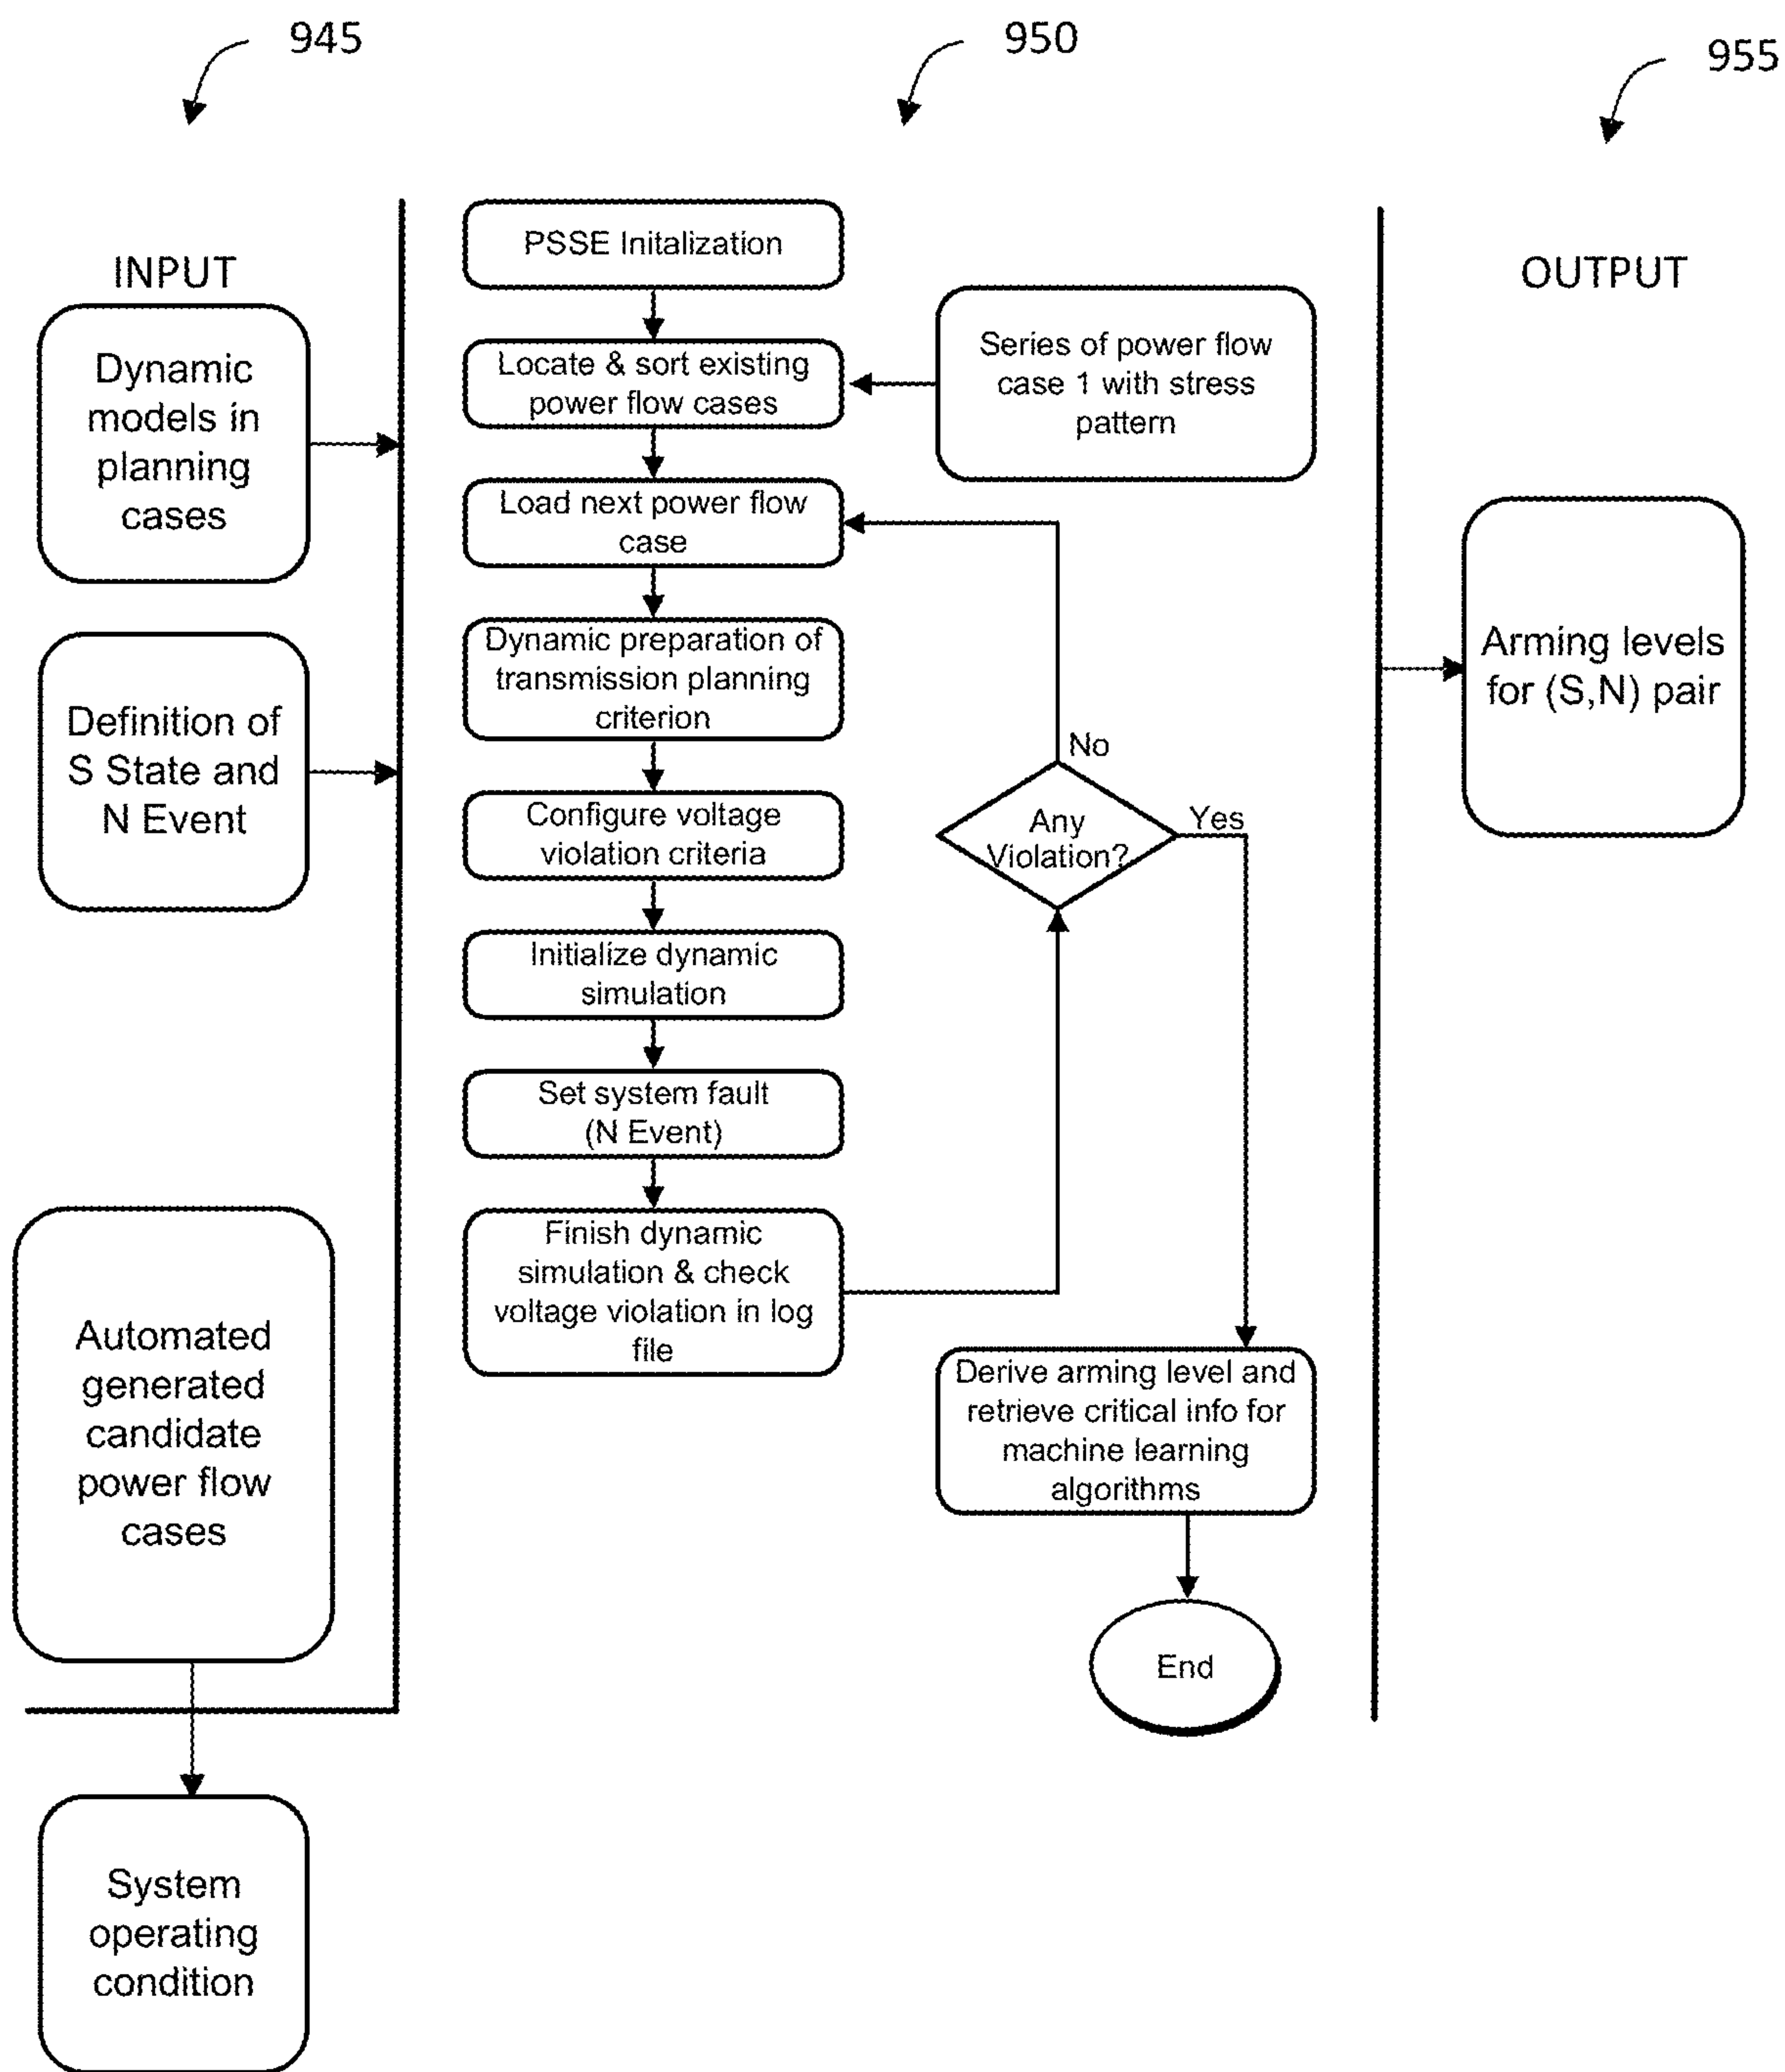 945
950
955
INPUT
Dynamic
models in
planning
cases
Definition of
S State and
N Event
Automated
generated
candidate
power flow
cases
System
operating
condition
PSSE Initalization
Locate & sort existing
power flow cases
Series of power flow
case 1 with stress
pattern
Load next power flow
case
Dynamic preparation of
transmission planning
criterion
Configure voltage
violation criteria
Initialize dynamic
simulation
Set system fault
(N Event)
Finish dynamic
simulation & check
voltage violation in log
file
No
Any
Violation?
Yes
Derive arming level and
retrieve critical info for
machine learning
algorithms
End
OUTPUT
Arming levels
for (S,N) pair